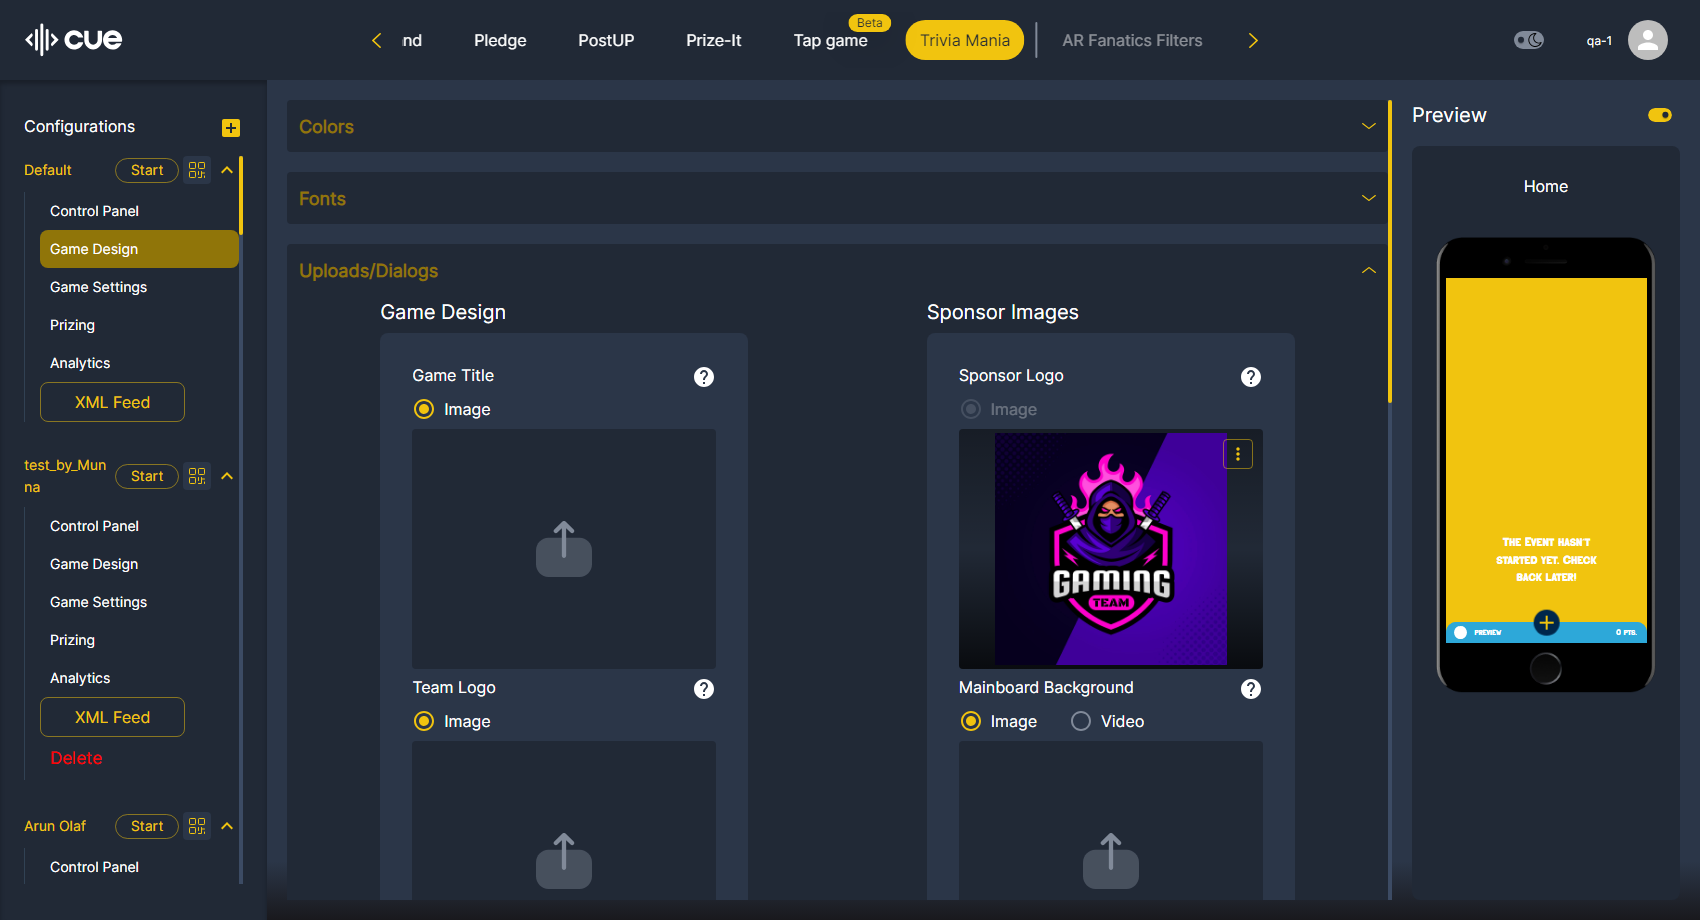 cue
nd
Pledge
PostUP
Prize-It
Tap game
Beta
Trivia Mania
AR Fanatics Filters
qa-1
Configurations
Default
Start
Control Panel
Game Design
Game Settings
Prizing
Analytics
XML Feed
test_by_Mun
na
Start
Control Panel
Game Design
Game Settings
Prizing
Analytics
XML Feed
Delete
Arun Olaf
Start
Control Panel
Colors
Fonts
Uploads/Dialogs
Game Design
Game Title
Image
Team Logo
Image
Sponsor Images
Sponsor Logo
Image
GAMING
TEAM
Mainboard Background
Image
Video
Preview
Home
The Event hasn't
started yet. Check
back later!
PREVIEW
0 PTS.